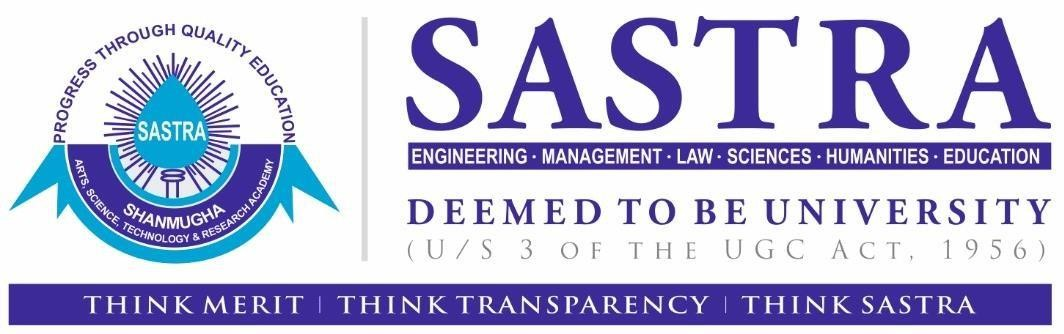 PROGRESS THROUGH QUALITY EDUCATION
SASTRA
SHANMUGHA
ARTS, SCIENCE, TECHNOLOGY & RESEARCH ACADEMY
SASTRA
ENGINEERING · MANAGEMENT · LAW · SCIENCES · HUMANITIES · EDUCATION
DEEMED TO BE UNIVERSITY
(U/S 3 OF THE UGC ACT, 1956)
THINK MERIT | THINK TRANSPARENCY | THINK SASTRA